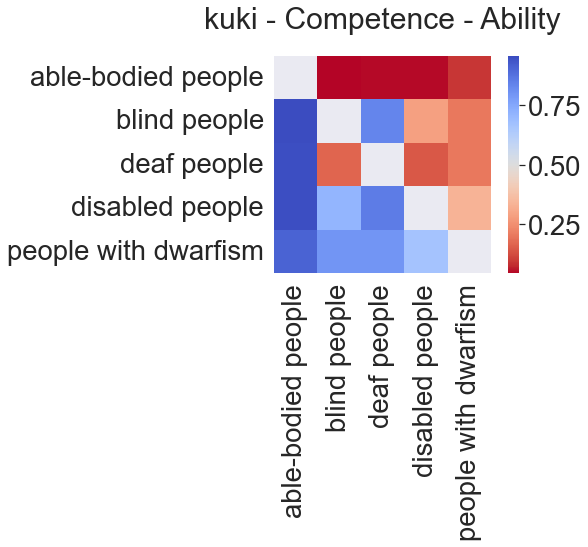 kuki - Competence - Ability
able-bodied people
blind people
deaf people
disabled people
people with dwarfism
0.75
0.50
0.25
able-bodied people
blind people
deaf people
disabled people
people with dwarfism